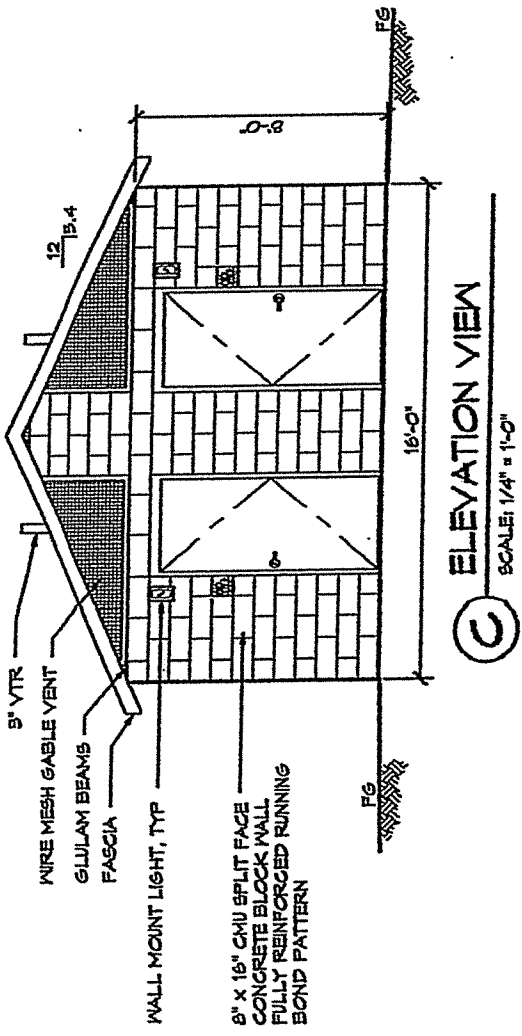 3" VTR
WIRE MESH GABLE VENT
GLULAM BEAMS
FASCIA
WALL MOUNT LIGHT, TYP
8" x 16" CMU SPLIT FACE
CONCRETE BLOCK WALL
FULLY REINFORCED RUNNING
BOND PATTERN
12
5.4
8'-0"
FG
FG
16'-0"
C
ELEVATION VIEW
SCALE: 1/4" = 1'-0"